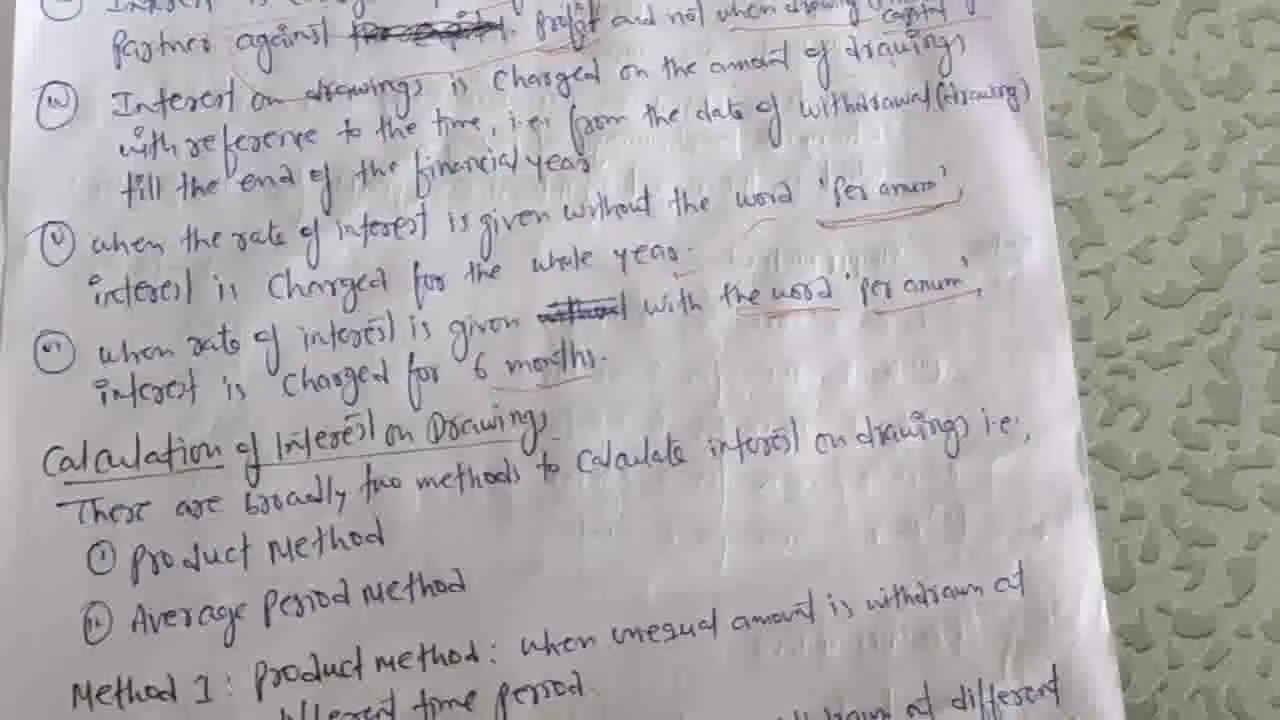 Partner against profit and not when drawing
capital
(iv) Interest on drawings is charged on the amount of drawings
with reference to the time, i.e. from the date of withdrawal (drawing)
till the end of the financial year
(v) when the rate of interest is given without the word 'per anum',
interest is charged for the whole year.
(vi) when rate of interest is given with the word 'per anum',
interest is charged for 6 months.
Calculation of Interest on Drawings
There are broadly two methods to calculate interest on drawings i.e.,
(i) Product Method
(ii) Average Period Method
Method 1: Product method: when unequal amount is withdrawn at
different time period.
at different